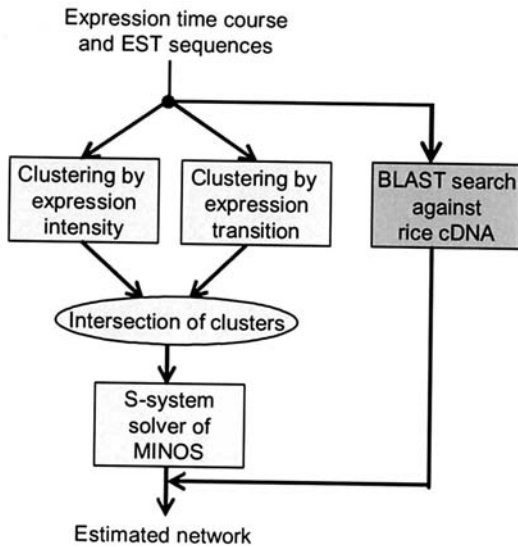 Expression time course
and EST sequences
Clustering by
expression
intensity
Clustering by
expression
transition
BLAST search
against
rice cDNA
Intersection of clusters
S-system
solver of
MINOS
Estimated network